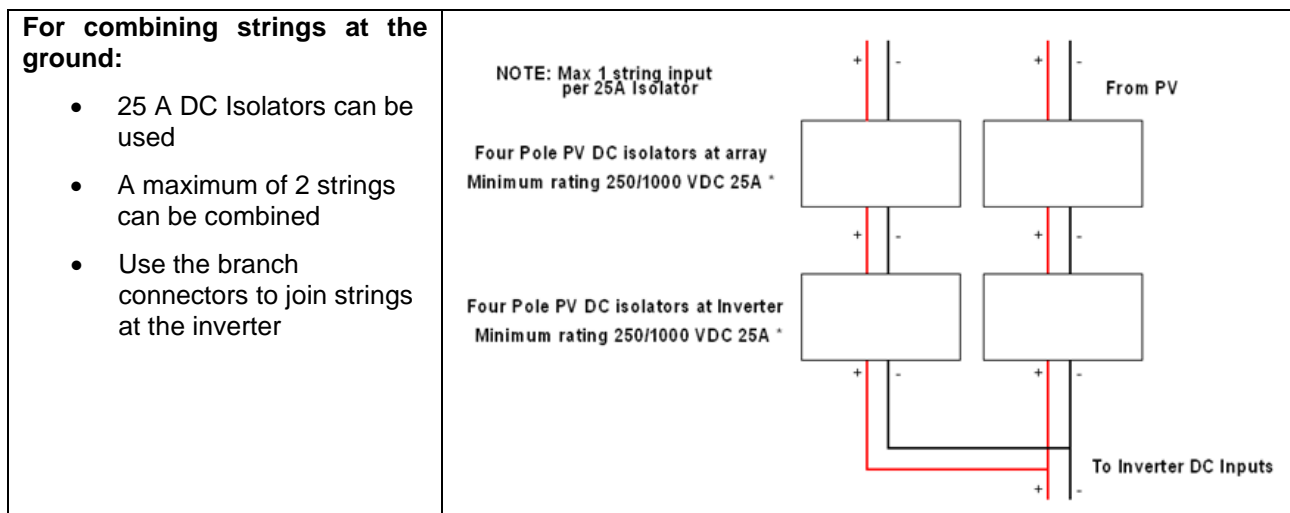 For combining strings at the
ground:
• 25 A DC Isolators can be
used
• A maximum of 2 strings
can be combined
• Use the branch
connectors to join strings
at the inverter
NOTE: Max 1 string input
per 25A Isolator
+ - + -
From PV
Four Pole PV DC isolators at array
Minimum rating 250/1000 VDC 25A *
+ - + -
Four Pole PV DC isolators at Inverter
Minimum rating 250/1000 VDC 25A *
+ - + -
To Inverter DC Inputs
+ -